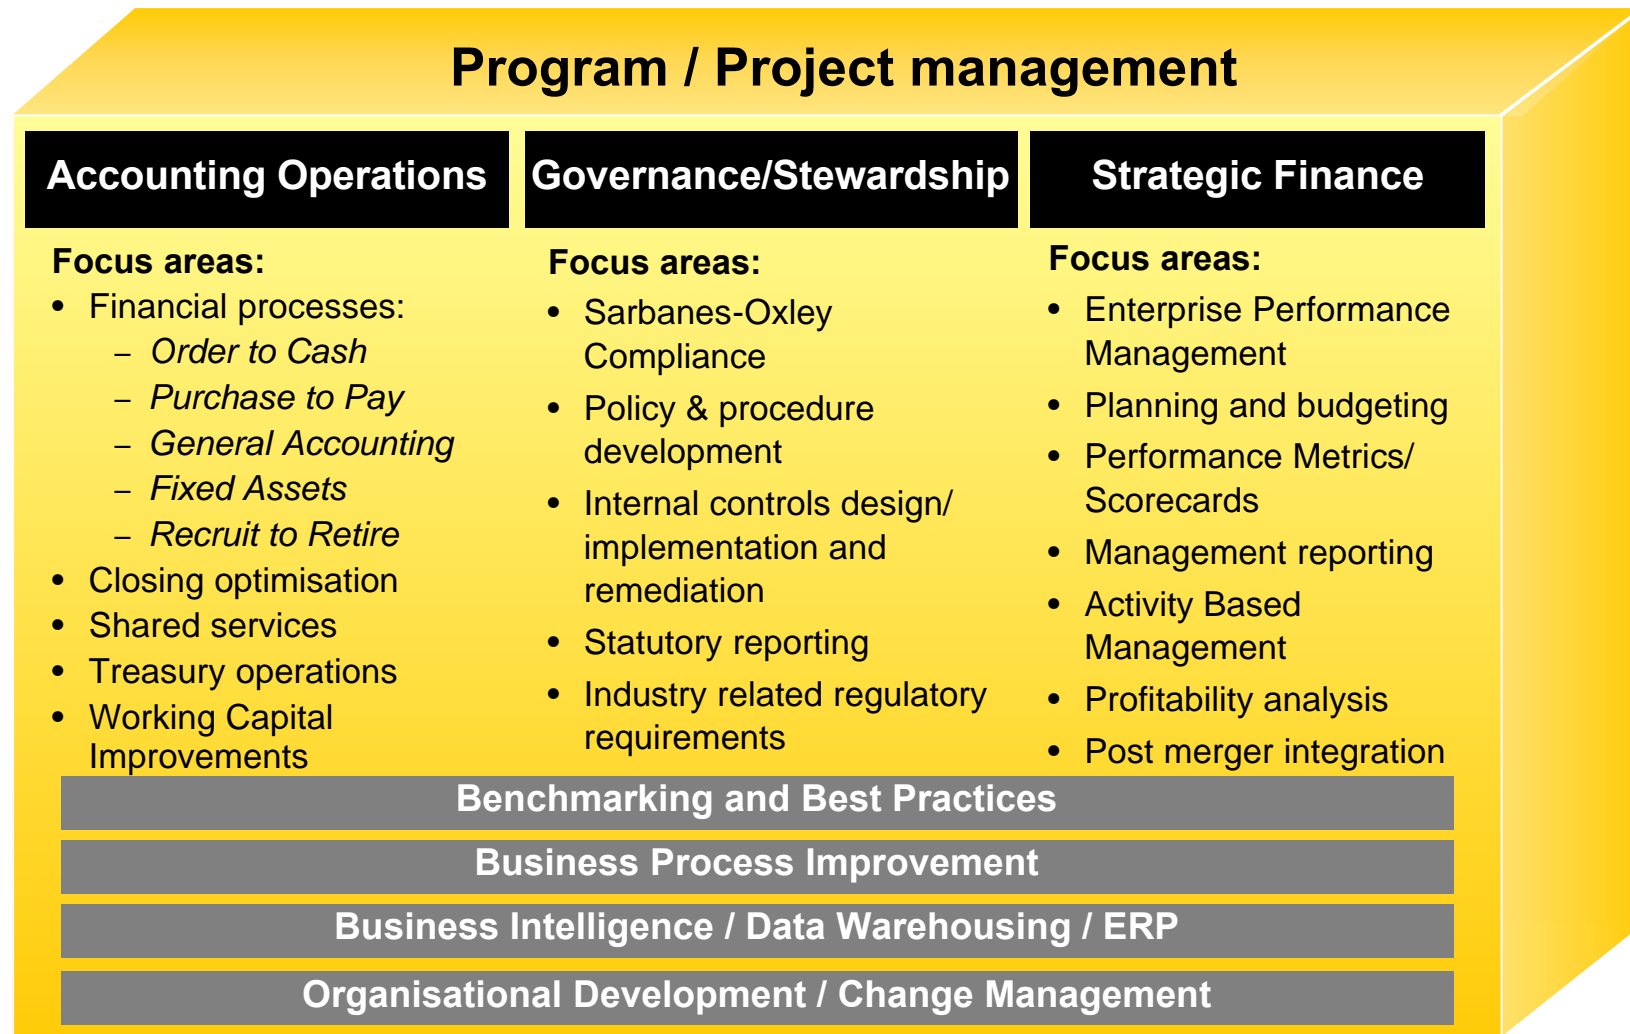 Program / Project management
Accounting Operations
Focus areas:
• Financial processes:
– Order to Cash
– Purchase to Pay
– General Accounting
– Fixed Assets
– Recruit to Retire
• Closing optimisation
• Shared services
• Treasury operations
• Working Capital
Improvements
Governance/Stewardship
Focus areas:
• Sarbanes-Oxley
Compliance
• Policy & procedure
development
• Internal controls design/
implementation and
remediation
• Statutory reporting
• Industry related regulatory
requirements
Strategic Finance
Focus areas:
• Enterprise Performance
Management
• Planning and budgeting
• Performance Metrics/
Scorecards
• Management reporting
• Activity Based
Management
• Profitability analysis
• Post merger integration
Benchmarking and Best Practices
Business Process Improvement
Business Intelligence / Data Warehousing / ERP
Organisational Development / Change Management